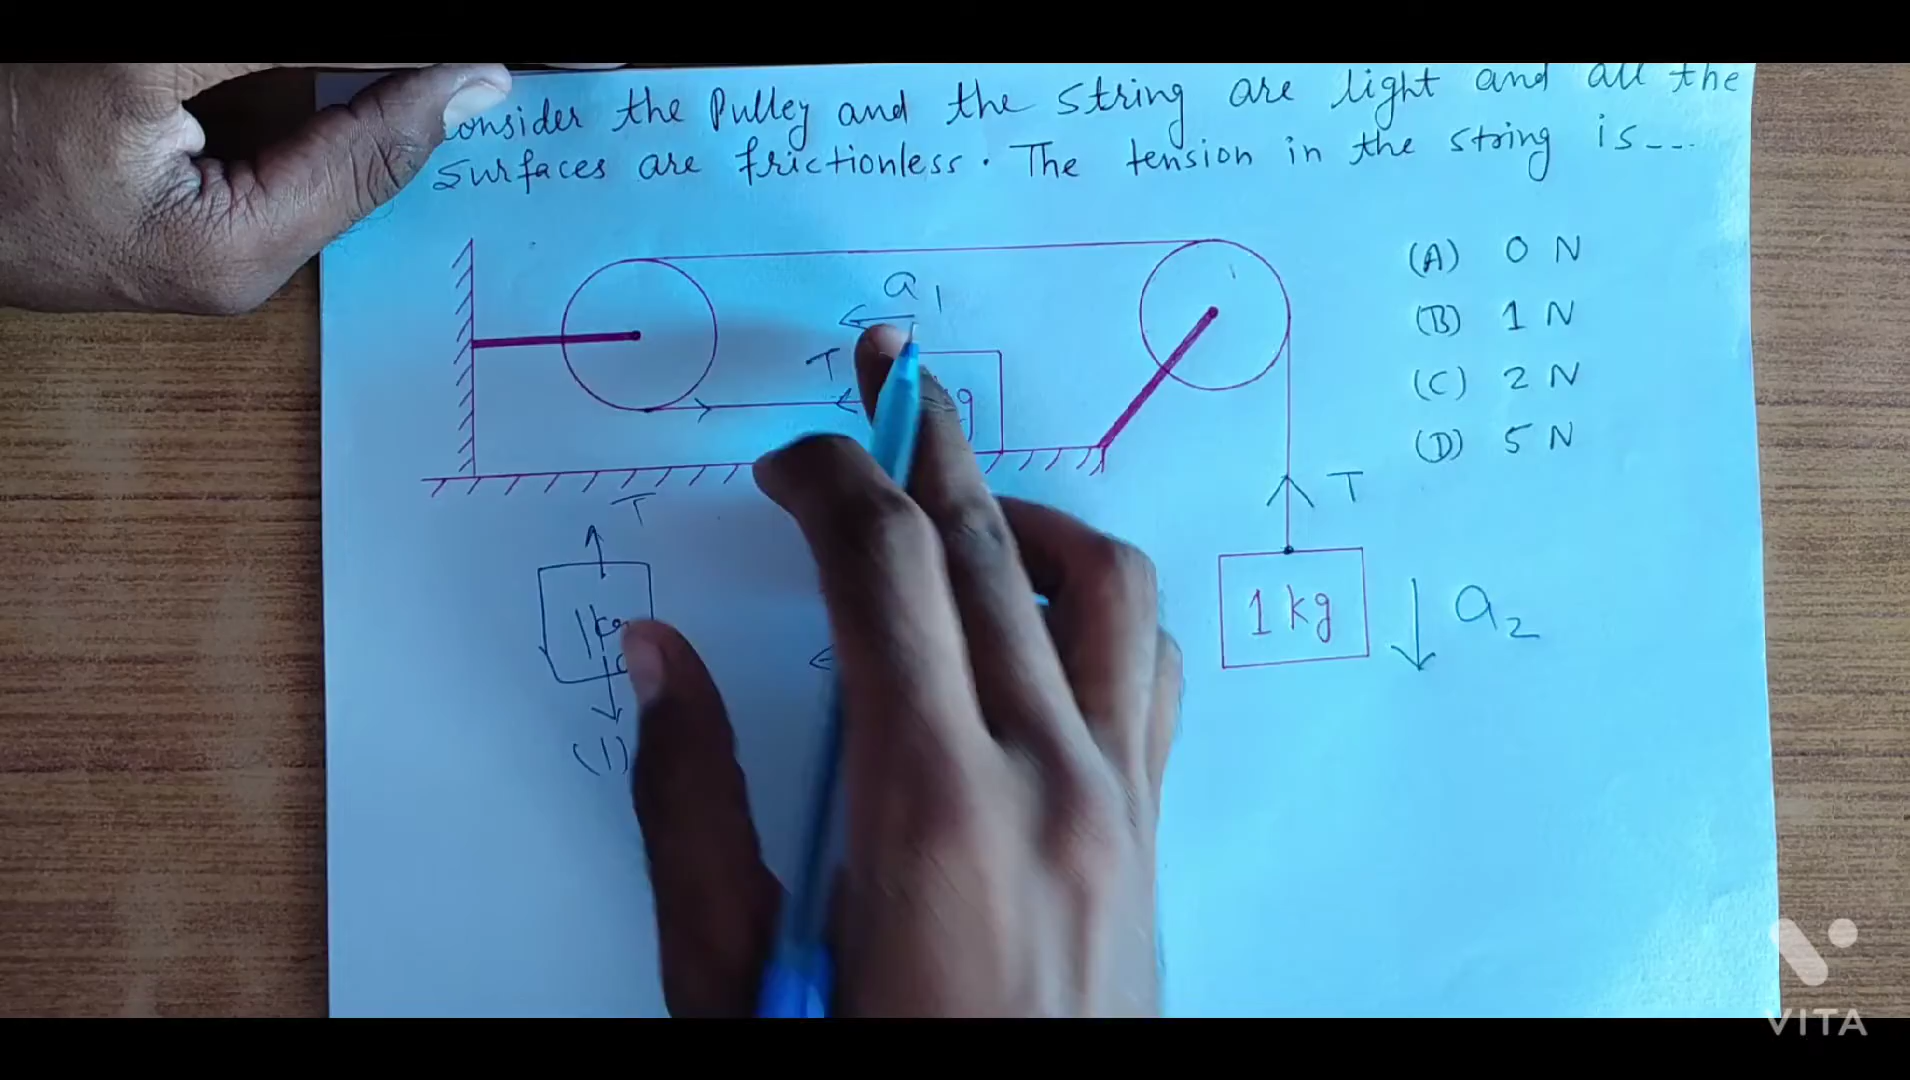 consider the Pulley and the string are light and all the
surfaces are frictionless. The tension in the string is---
(A) 0 N
(B) 1 N
(C) 2 N
(D) 5 N
a1
T
T
T
1 kg
a2
(1)
VITA